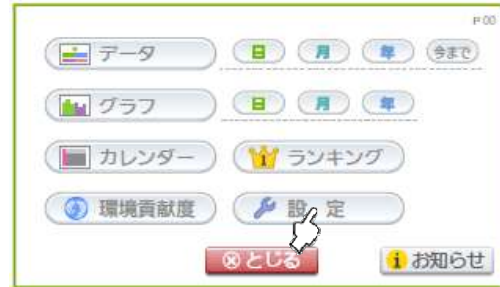 P 00
データ 日 月 年 今まで
グラフ 日 月 年
カレンダー ランキング
環境貢献度 設 定
とじる i お知らせ